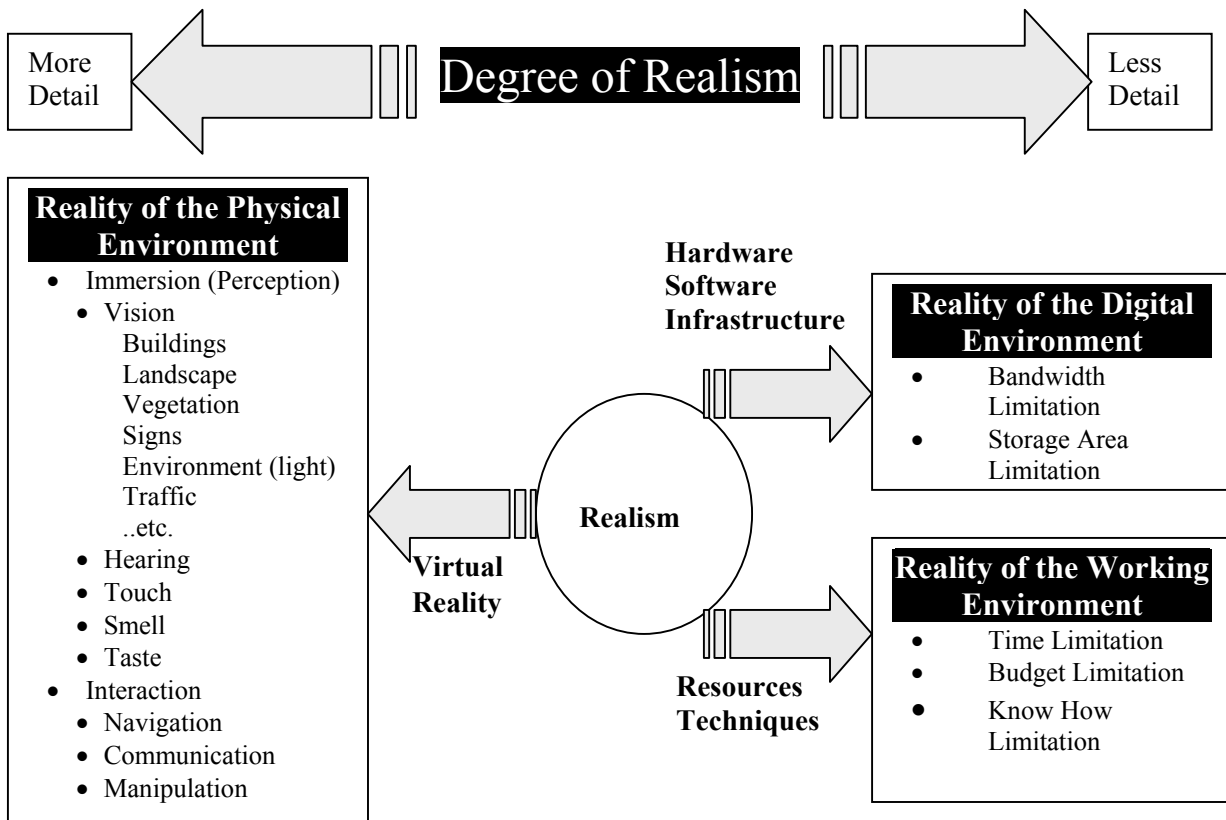 More
Detail
Degree of Realism
Less
Detail
Reality of the Physical
Environment
• Immersion (Perception)
• Vision
Buildings
Landscape
Vegetation
Signs
Environment (light)
Traffic
..etc.
• Hearing
• Touch
• Smell
• Taste
• Interaction
• Navigation
• Communication
• Manipulation
Virtual
Reality
Realism
Hardware
Software
Infrastructure
Resources
Techniques
Reality of the Digital
Environment
• Bandwidth
Limitation
• Storage Area
Limitation
Reality of the Working
Environment
• Time Limitation
• Budget Limitation
• Know How
Limitation